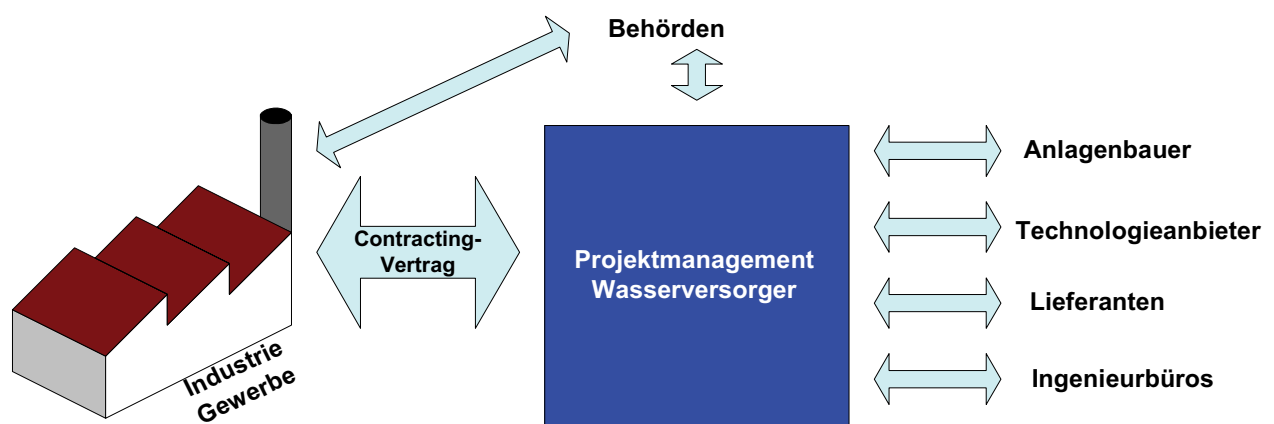 Behörden
Contracting-
Vertrag
Industrie
Gewerbe
Projektmanagement
Wasserversorger
Anlagenbauer
Technologieanbieter
Lieferanten
Ingenieurbüros